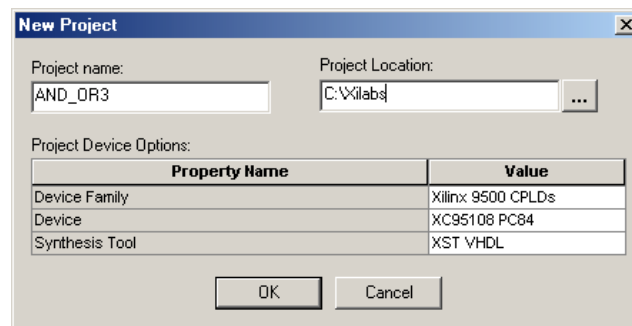 New Project
Project name:
AND_OR3
Project Location:
C:\Xilabs
...
Project Device Options:
Property Name Value
Device Family Xilinx 9500 CPLDs
Device XC95108 PC84
Synthesis Tool XST VHDL
OK Cancel